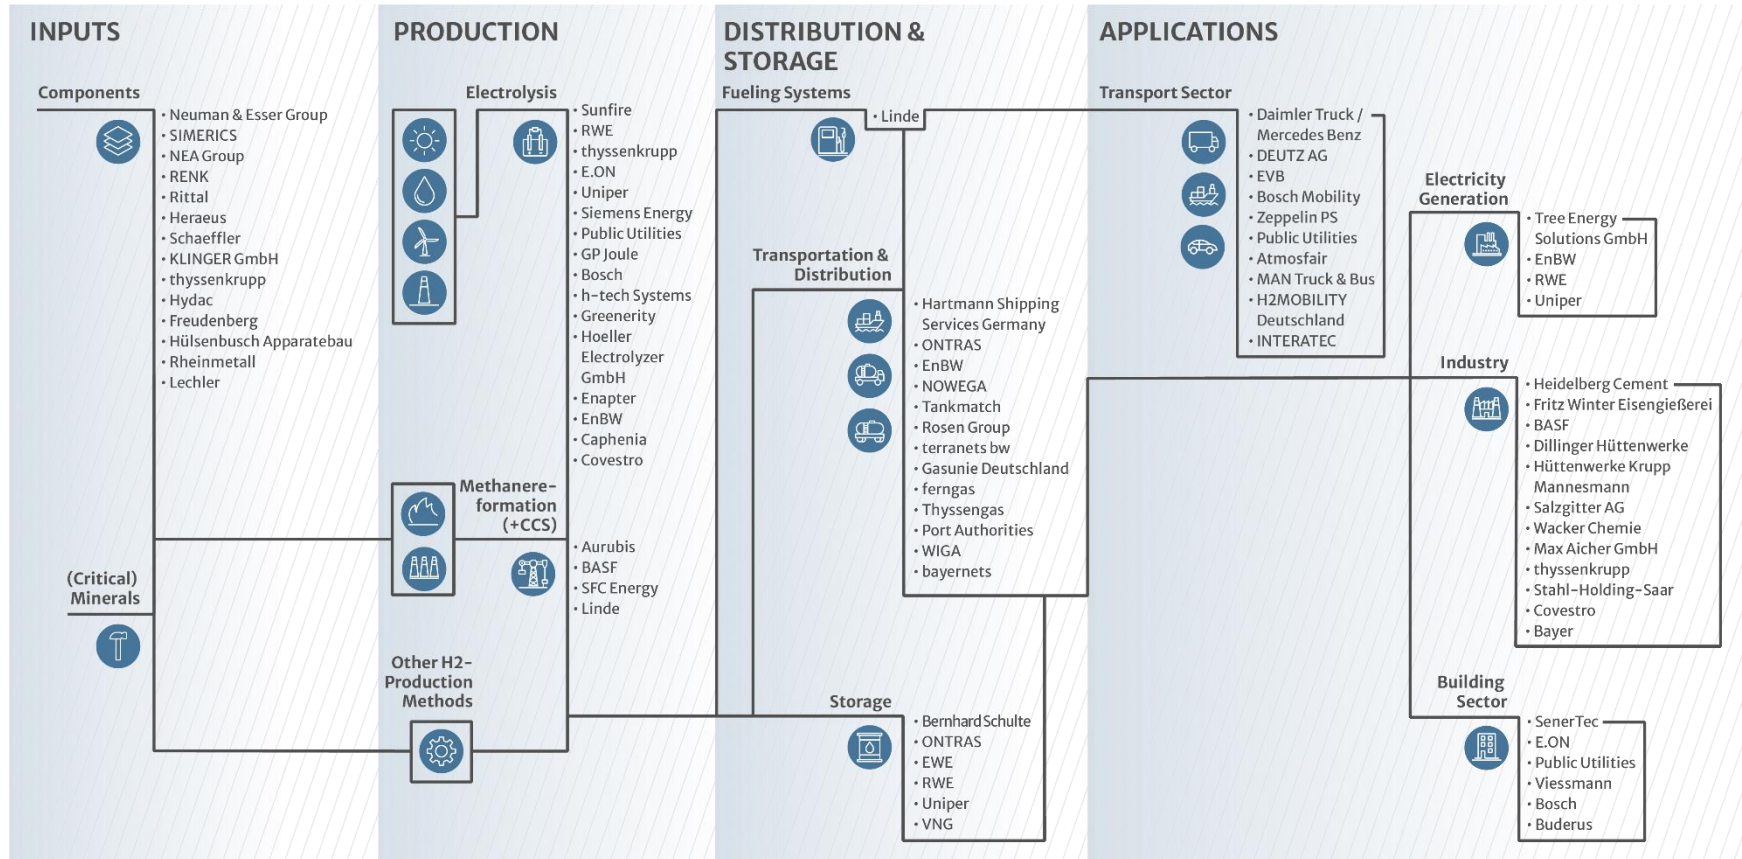 INPUTS
Components
• Neuman & Esser Group
• SIMERICS
• NEA Group
• RENK
• Rittal
• Heraeus
• Schaeffler
• KLINGER GmbH
• thyssenkrupp
• Hydac
• Freudenberg
• Hülsenbusch Apparatebau
• Rheinmetall
• Lechler
(Critical)
Minerals
PRODUCTION
Electrolysis
• Sunfire
• RWE
• thyssenkrupp
• E.ON
• Uniper
• Siemens Energy
• Public Utilities
• GP Joule
• Bosch
• h-tech Systems
• Greenerity
• Hoeller
Electrolyzer
GmbH
• Enapter
• EnBW
• Caphenia
• Covestro
Methanere-
formation
(+CCS)
• Aurubis
• BASF
• SFC Energy
• Linde
Other H2-
Production
Methods
DISTRIBUTION &
STORAGE
Fueling Systems
• Linde
Transportation &
Distribution
• Hartmann Shipping
Services Germany
• ONTRAS
• EnBW
• NOWEGA
• Tankmatch
• Rosen Group
• terranets bw
• Gasunie Deutschland
• ferngas
• Thyssengas
• Port Authorities
• WIGA
• bayernets
Storage
• Bernhard Schulte
• ONTRAS
• EWE
• RWE
• Uniper
• VNG
APPLICATIONS
Transport Sector
• Daimler Truck /
Mercedes Benz
• DEUTZ AG
• EVB
• Bosch Mobility
• Zeppelin PS
• Public Utilities
• Atmosfair
• MAN Truck & Bus
• H2MOBILITY
Deutschland
• INTERATEC
Electricity
Generation
• Tree Energy
Solutions GmbH
• EnBW
• RWE
• Uniper
Industry
• Heidelberg Cement
• Fritz Winter Eisengießerei
• BASF
• Dillinger Hüttenwerke
• Hüttenwerke Krupp
Mannesmann
• Salzgitter AG
• Wacker Chemie
• Max Aicher GmbH
• thyssenkrupp
• Stahl-Holding-Saar
• Covestro
• Bayer
Building
Sector
• SenerTec
• E.ON
• Public Utilities
• Viessmann
• Bosch
• Buderus